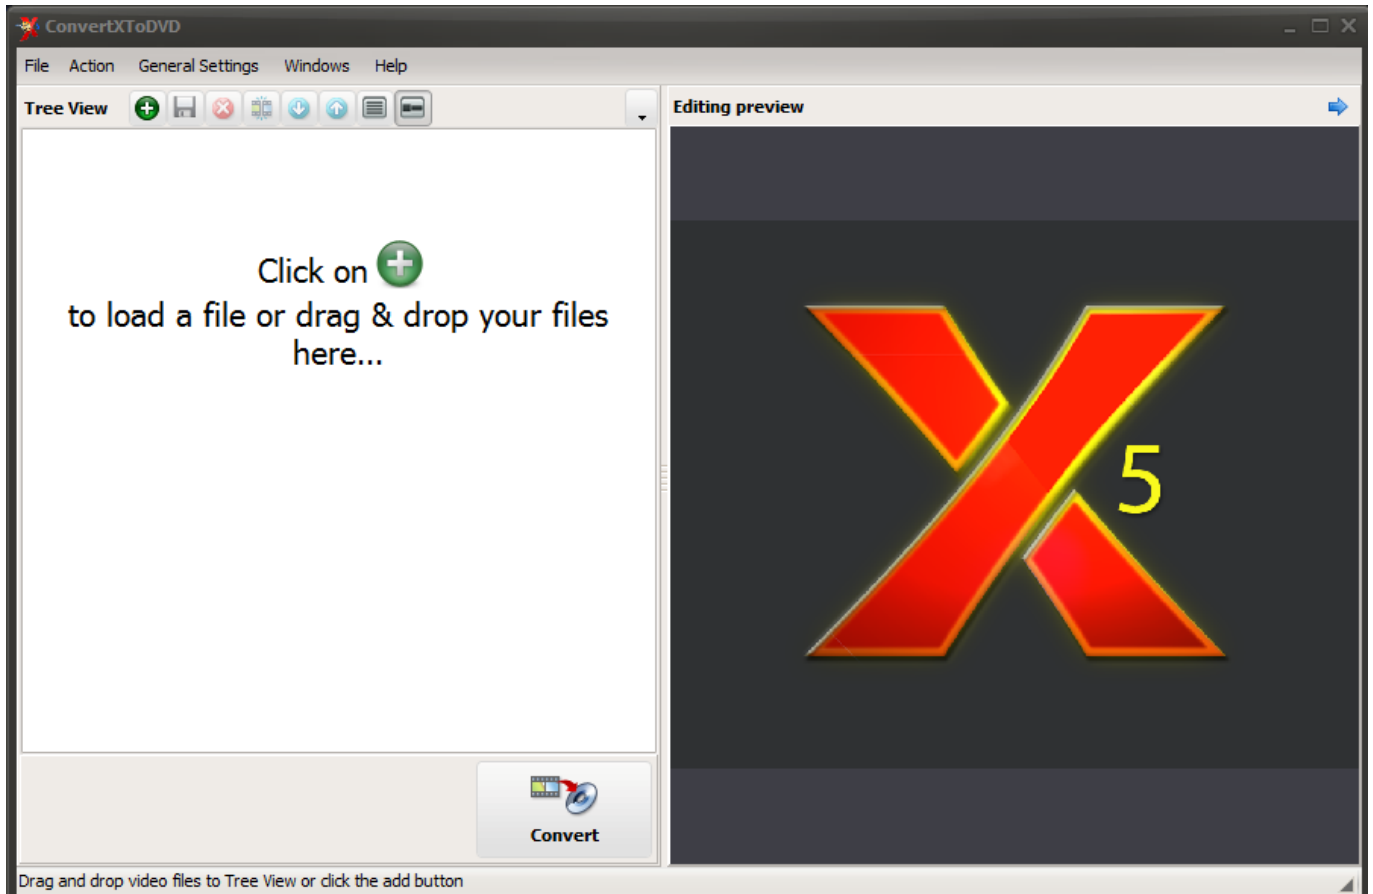 ConvertXToDVD
File Action General Settings Windows Help
Tree View
Editing preview
Click on
to load a file or drag & drop your files
here...
5
Convert
Drag and drop video files to Tree View or click the add button